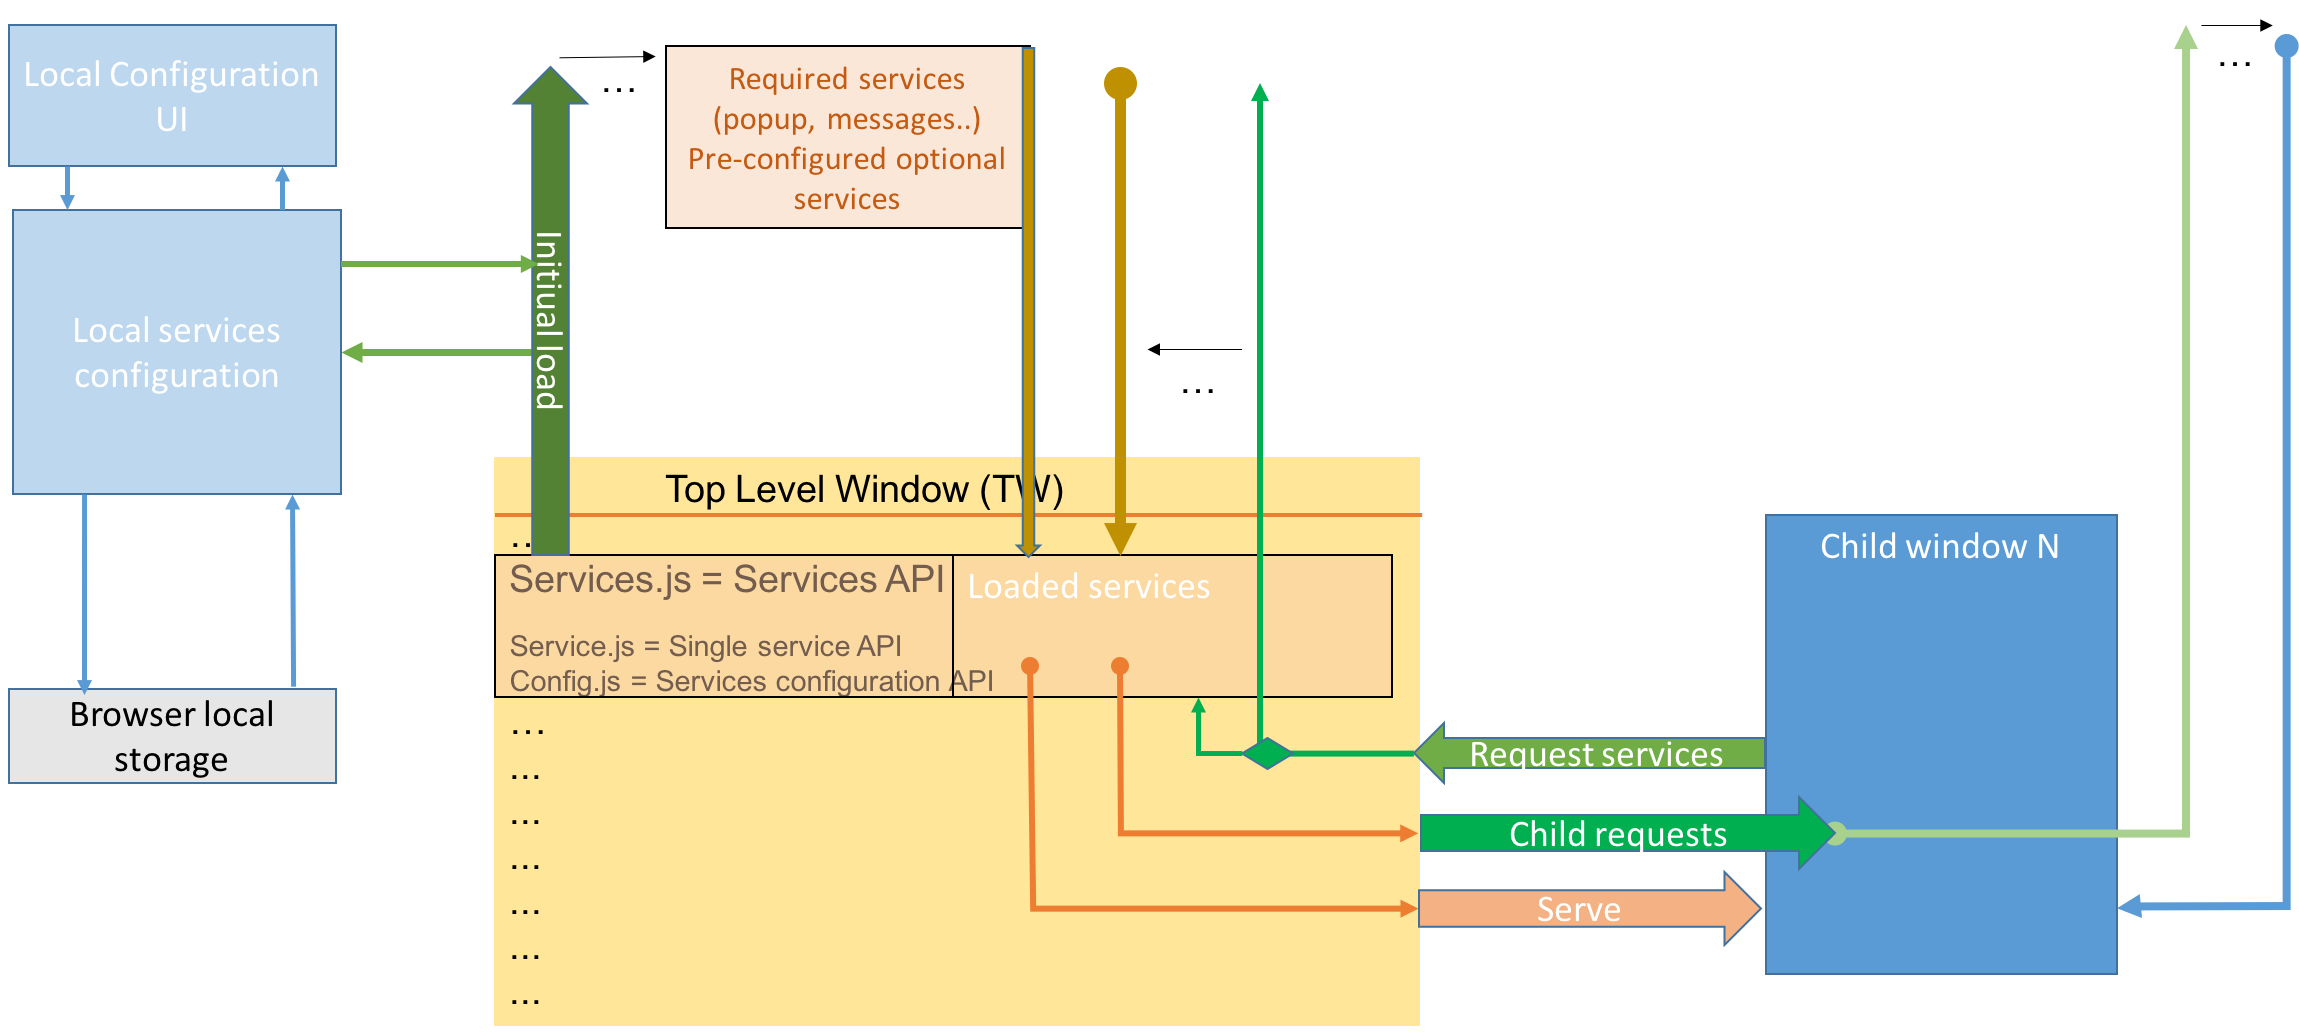 Local Configuration
UI
Local services
configuration
Browser local
storage
Initiual load
...
Required services
(popup, messages..)
Pre-configured optional
services
...
...
Top Level Window (TW)
...
Services.js = Services API
Service.js = Single service API
Config.js = Services configuration API
Loaded services
...
...
...
...
...
...
...
Request services
Child requests
Serve
Child window N